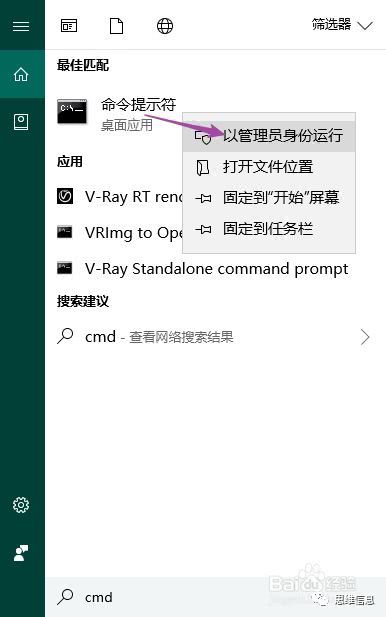 筛选器
最佳匹配
命令提示符
桌面应用
以管理员身份运行
打开文件位置
固定到“开始”屏幕
固定到任务栏
应用
V-Ray RT rend
VRImg to Ope
V-Ray Standalone command prompt
搜索建议
cmd - 查看网络搜索结果
cmd
Baidu经验
思维信息